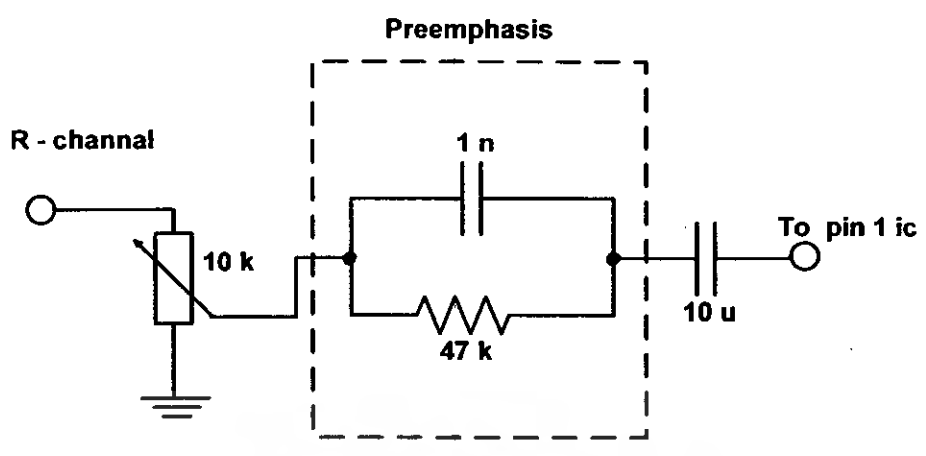 Preemphasis
R - channal
1 n
To pin 1 ic
10 k
10 u
47 k